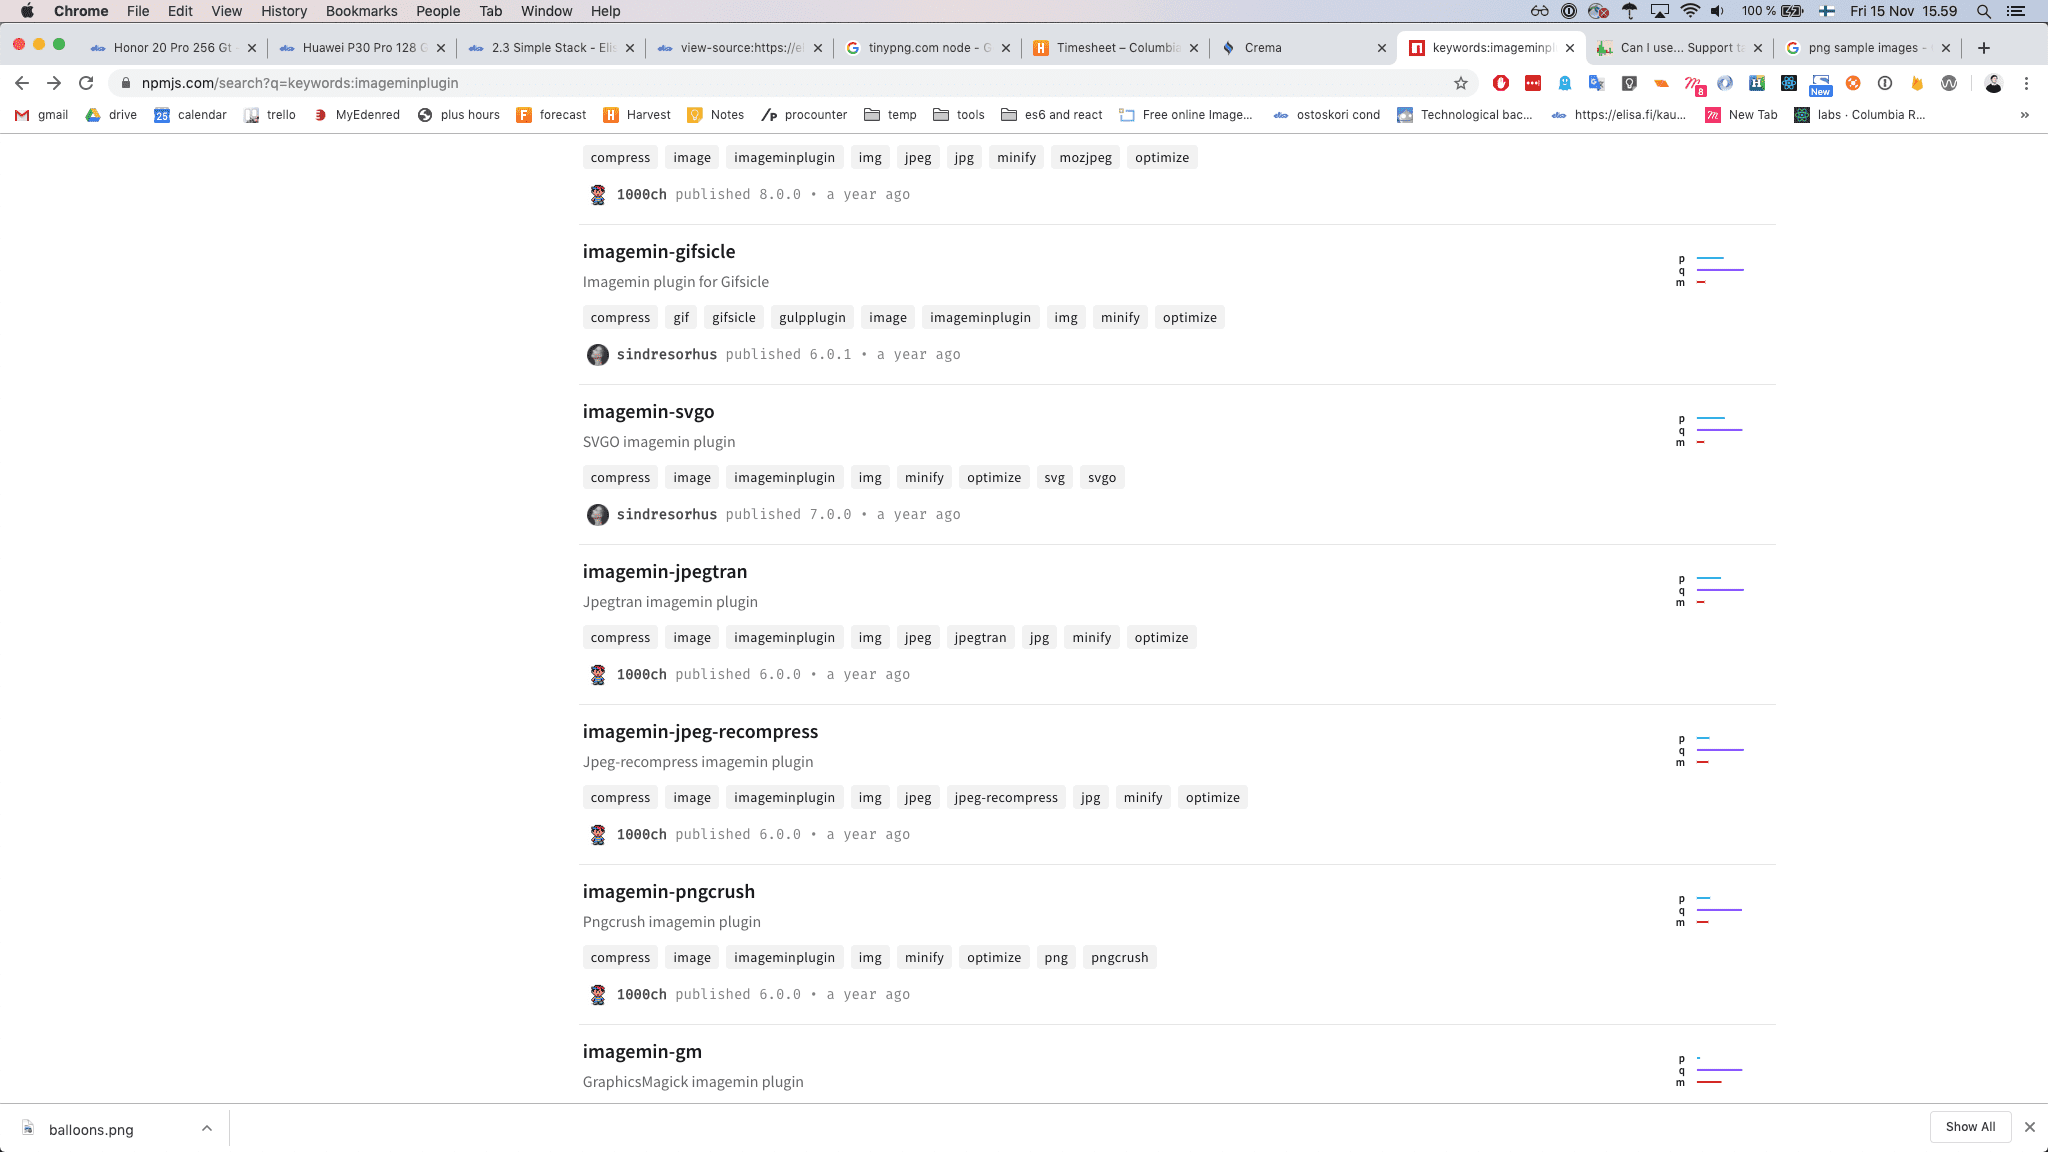 Chrome File Edit View History Bookmarks People Tab Window Help 100 % Fri 15 Nov 15.59
Honor 20 Pro 256 Gt Huawei P30 Pro 128 G 2.3 Simple Stack - Elis view-source:https://el tinypng.com node - G Timesheet – Columbia Crema keywords:imageminpl Can I use... Support ta png sample images -
npmjs.com/search?q=keywords:imageminplugin 8 New
gmail drive 25 calendar trello MyEdenred plus hours forecast Harvest Notes procounter temp tools es6 and react Free online Image... ostoskori cond Technological bac... https://elisa.fi/kau... New Tab labs · Columbia R... »
compress image imageminplugin img jpeg jpg minify mozjpeg optimize
1000ch published 8.0.0 • a year ago
imagemin-gifsicle
Imagemin plugin for Gifsicle
p
q
m
compress gif gifsicle gulpplugin image imageminplugin img minify optimize
sindresorhus published 6.0.1 • a year ago
imagemin-svgo
SVGO imagemin plugin
p
q
m
compress image imageminplugin img minify optimize svg svgo
sindresorhus published 7.0.0 • a year ago
imagemin-jpegtran
Jpegtran imagemin plugin
p
q
m
compress image imageminplugin img jpeg jpegtran jpg minify optimize
1000ch published 6.0.0 • a year ago
imagemin-jpeg-recompress
Jpeg-recompress imagemin plugin
p
q
m
compress image imageminplugin img jpeg jpeg-recompress jpg minify optimize
1000ch published 6.0.0 • a year ago
imagemin-pngcrush
Pngcrush imagemin plugin
p
q
m
compress image imageminplugin img minify optimize png pngcrush
1000ch published 6.0.0 • a year ago
imagemin-gm
GraphicsMagick imagemin plugin
p
q
m
balloons.png Show All